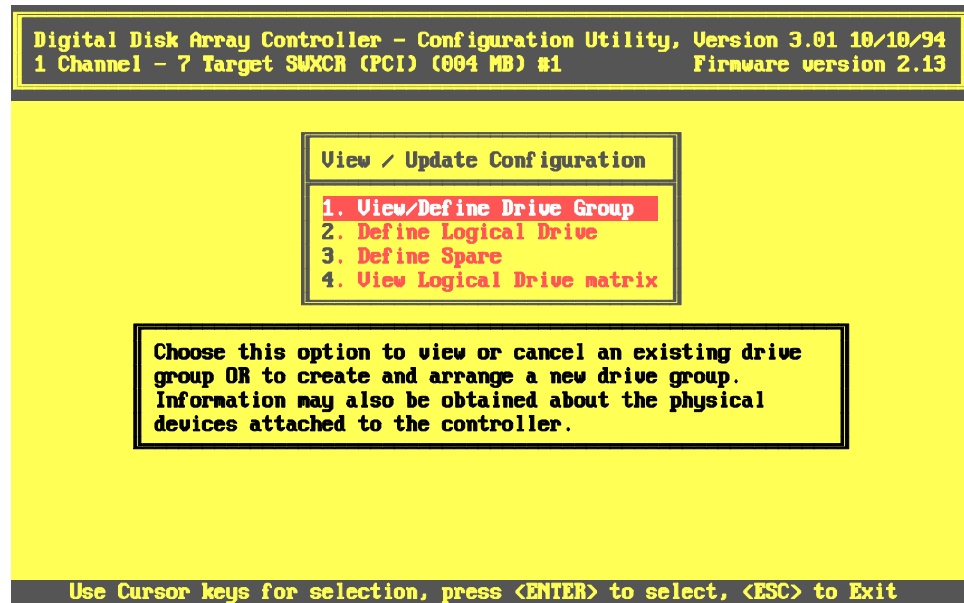 Digital Disk Array Controller - Configuration Utility, Version 3.01 10/10/94
1 Channel - 7 Target SWXCR (PCI) (004 MB) #1 Firmware version 2.13
View / Update Configuration
1. View/Define Drive Group
2. Define Logical Drive
3. Define Spare
4. View Logical Drive matrix
Choose this option to view or cancel an existing drive
group OR to create and arrange a new drive group.
Information may also be obtained about the physical
devices attached to the controller.
Use Cursor keys for selection, press <ENTER> to select, <ESC> to Exit